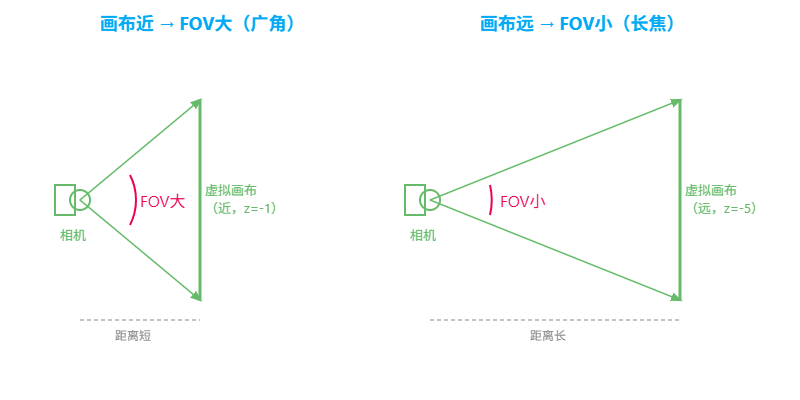 画布近 → FOV大（广角）
画布远 → FOV小（长焦）
FOV大
虚拟画布
（近，z=-1）
相机
距离短
FOV小
虚拟画布
（远，z=-5）
相机
距离长